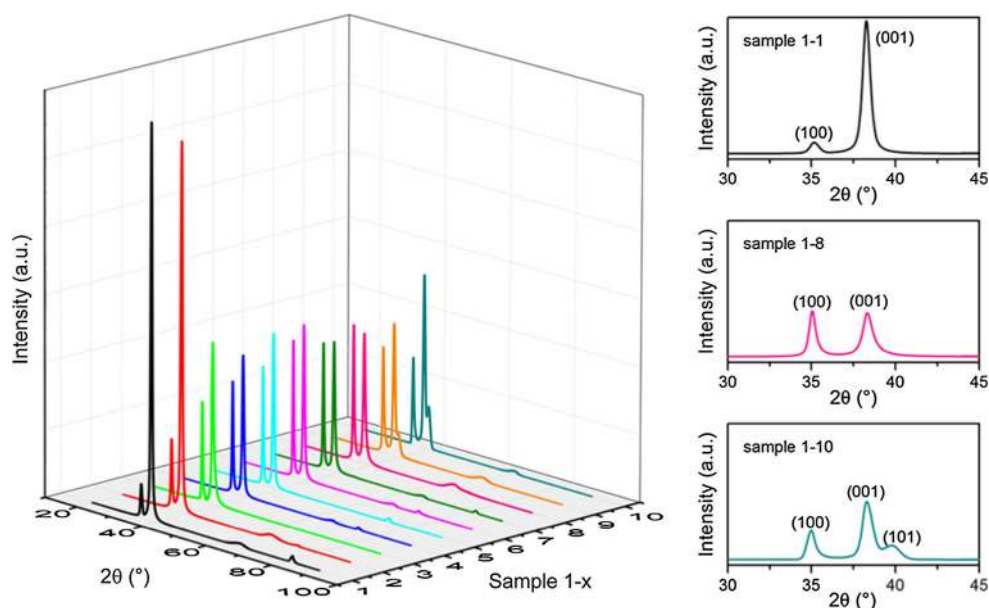 Intensity (a.u.)
20
40
60
80
100
2θ (°)
1
2
3
4
5
6
7
8
9
10
Sample 1-x
sample 1-1
(001)
(100)
Intensity (a.u.)
30 35 40 45
2θ (°)
sample 1-8
(100) (001)
Intensity (a.u.)
30 35 40 45
2θ (°)
sample 1-10
(001)
(100)
(101)
Intensity (a.u.)
30 35 40 45
2θ (°)